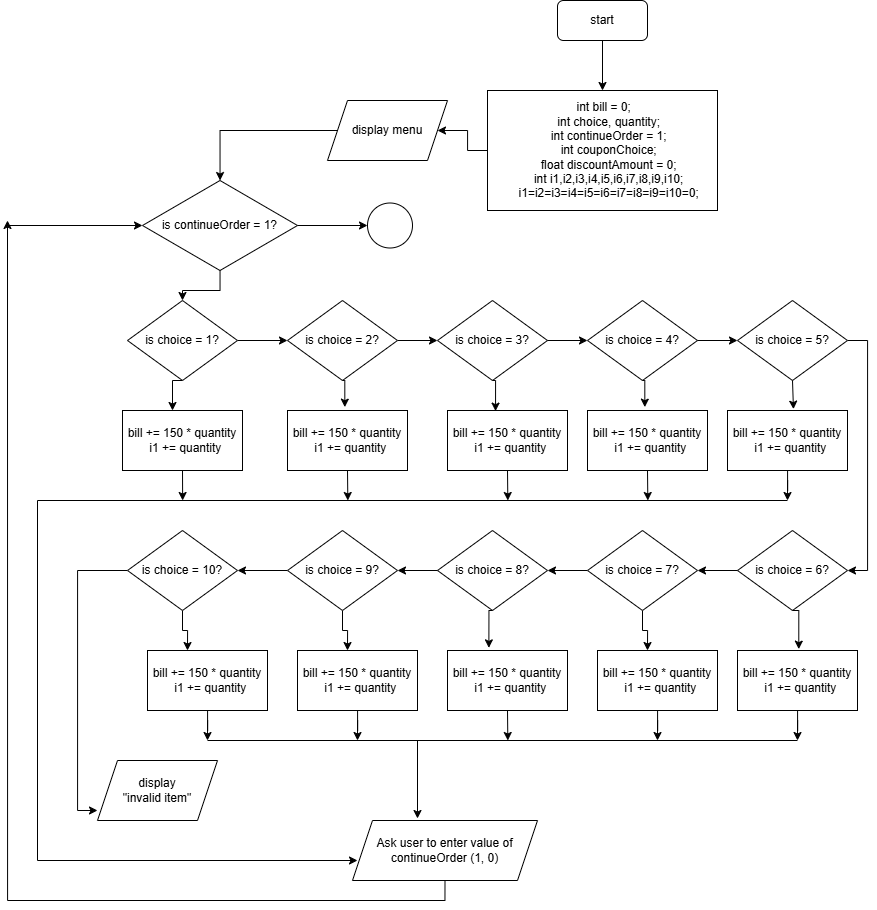 start
int bill = 0;
int choice, quantity;
int continueOrder = 1;
int couponChoice;
float discountAmount = 0;
int i1,i2,i3,i4,i5,i6,i7,i8,i9,i10;
i1=i2=i3=i4=i5=i6=i7=i8=i9=i10=0;
display menu
is continueOrder = 1?
is choice = 1?
is choice = 2?
is choice = 3?
is choice = 4?
is choice = 5?
bill += 150 * quantity
i1 += quantity
bill += 150 * quantity
i1 += quantity
bill += 150 * quantity
i1 += quantity
bill += 150 * quantity
i1 += quantity
bill += 150 * quantity
i1 += quantity
is choice = 10?
is choice = 9?
is choice = 8?
is choice = 7?
is choice = 6?
bill += 150 * quantity
i1 += quantity
bill += 150 * quantity
i1 += quantity
bill += 150 * quantity
i1 += quantity
bill += 150 * quantity
i1 += quantity
bill += 150 * quantity
i1 += quantity
display
"invalid item"
Ask user to enter value of
continueOrder (1, 0)